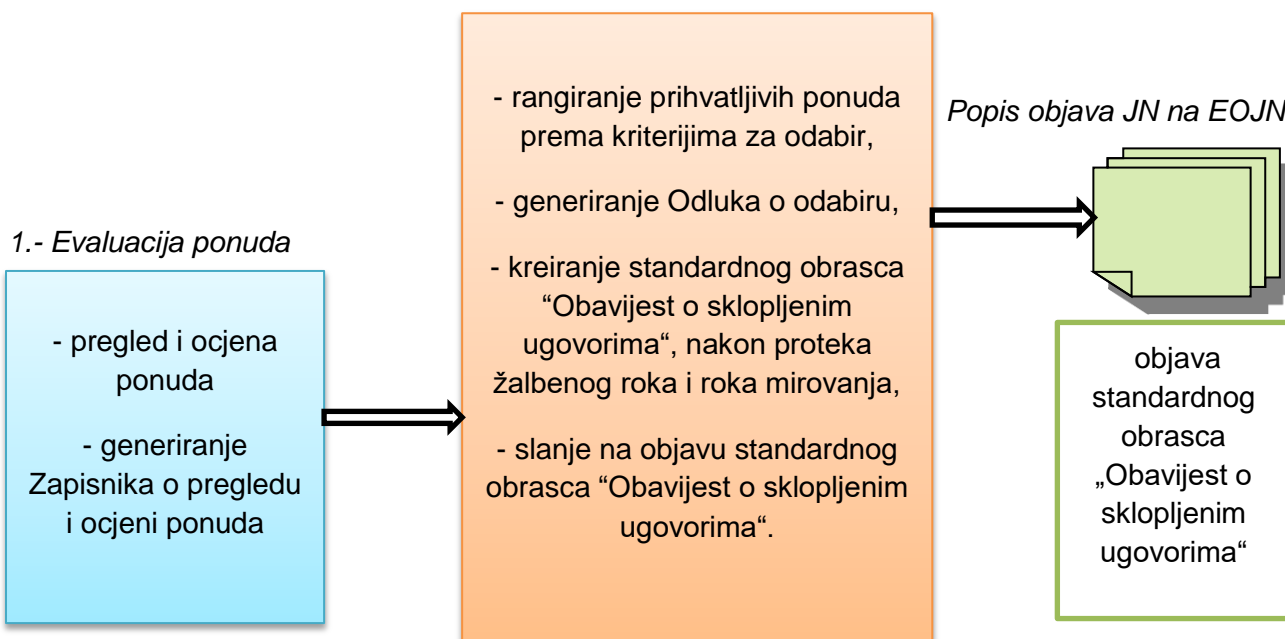 1.- Evaluacija ponuda
- pregled i ocjena
ponuda
- generiranje
Zapisnika o pregledu
i ocjeni ponuda
- rangiranje prihvatljivih ponuda
prema kriterijima za odabir,
- generiranje Odluka o odabiru,
- kreiranje standardnog obrasca
“Obavijest o sklopljenim
ugovorima“, nakon proteka
žalbenog roka i roka mirovanja,
- slanje na objavu standardnog
obrasca “Obavijest o sklopljenim
ugovorima“.
Popis objava JN na EOJN
objava
standardnog
obrasca
„Obavijest o
sklopljenim
ugovorima“